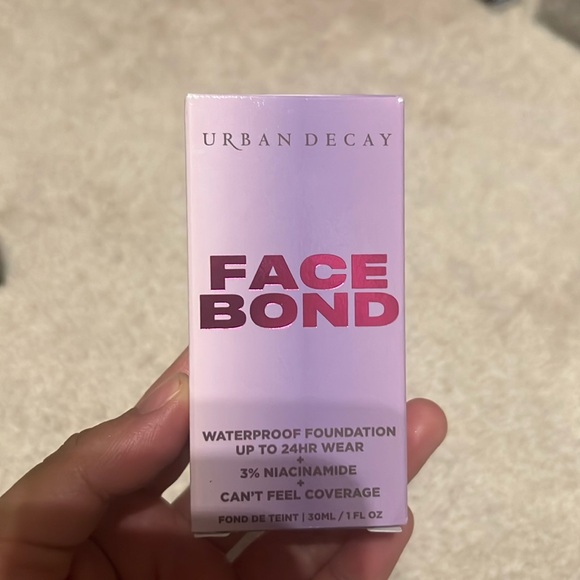 URBAN DECAY
FACE
BOND
WATERPROOF FOUNDATION
UP TO 24HR WEAR
+
3% NIACINAMIDE
+
CAN'T FEEL COVERAGE
FOND DE TEINT | 30ML / 1 FL OZ